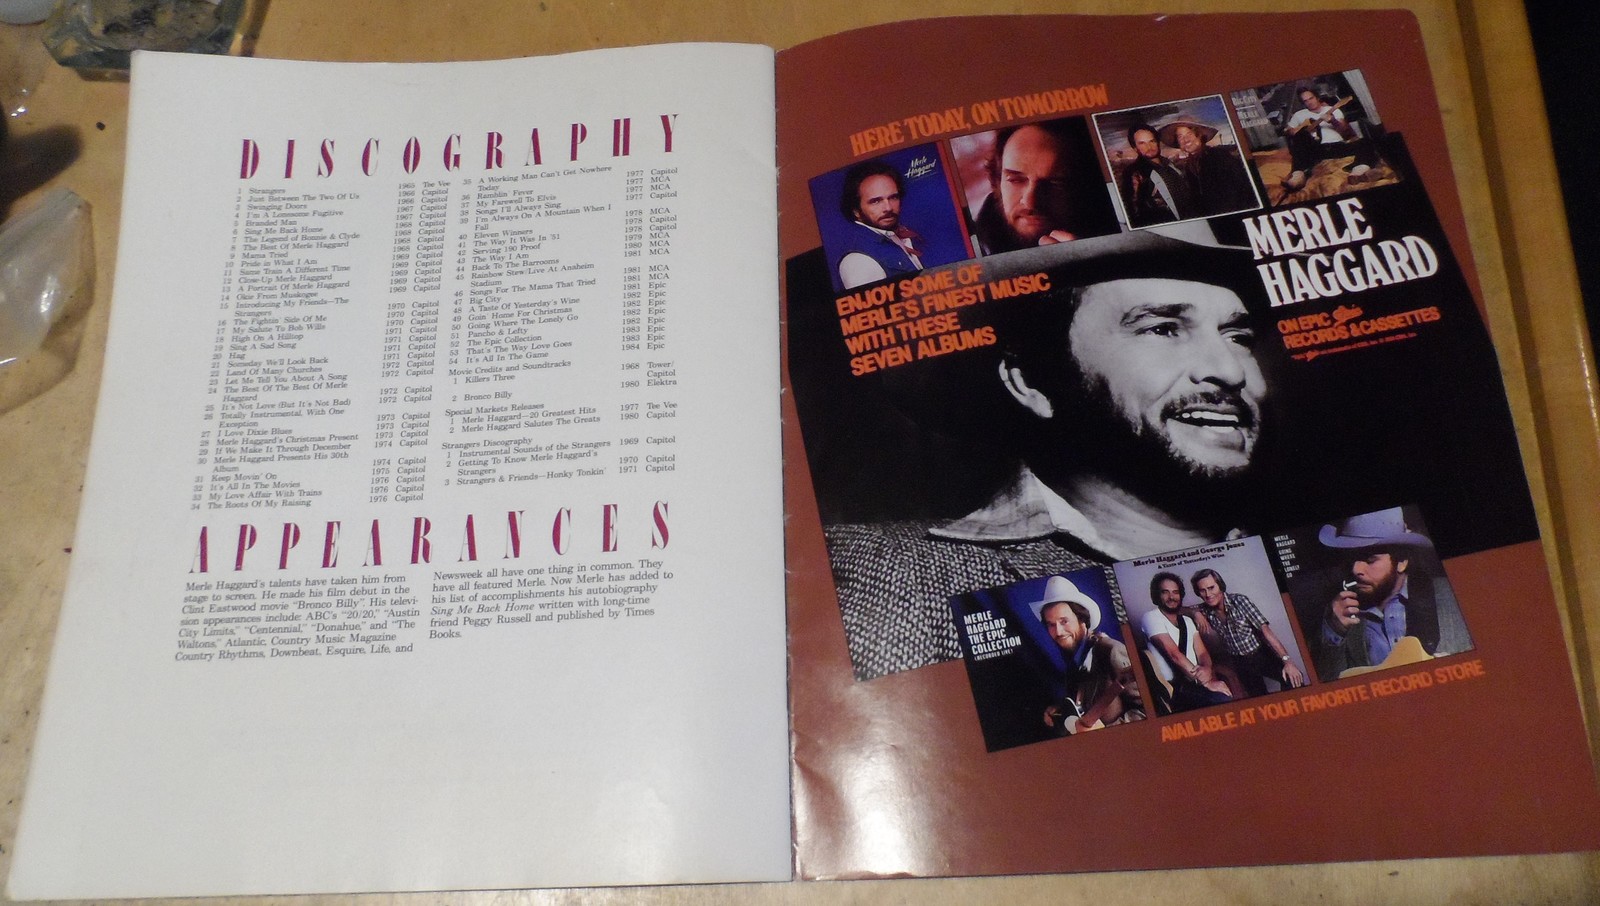 DISCOGRAPHY
1 Strangers 1965 Tee Vee
2 Just Between The Two Of Us 1966 Capitol
3 Swinging Doors 1966 Capitol
4 I'm A Lonesome Fugitive 1967 Capitol
5 Branded Man 1967 Capitol
6 Sing Me Back Home 1968 Capitol
7 The Legend of Bonnie & Clyde 1968 Capitol
8 The Best Of Merle Haggard 1968 Capitol
9 Mama Tried 1968 Capitol
10 Pride in What I Am 1969 Capitol
11 Same Train A Different Time 1969 Capitol
12 Close-Up Merle Haggard 1969 Capitol
13 A Portrait Of Merle Haggard 1969 Capitol
14 Okie From Muskogee 1969 Capitol
15 Introducing My Friends—The
Strangers 1970 Capitol
16 The Fightin' Side Of Me 1970 Capitol
17 My Salute To Bob Wills 1970 Capitol
18 High On A Hilltop 1971 Capitol
19 Sing A Sad Song 1971 Capitol
20 Hag 1971 Capitol
21 Someday We'll Look Back 1971 Capitol
22 Land Of Many Churches 1972 Capitol
23 Let Me Tell You About A Song 1972 Capitol
24 The Best Of The Best Of Merle
Haggard 1972 Capitol
25 It's Not Love (But It's Not Bad) 1972 Capitol
26 Totally Instrumental, With One
Exception 1973 Capitol
27 I Love Dixie Blues 1973 Capitol
28 Merle Haggard's Christmas Present 1973 Capitol
29 If We Make It Through December 1974 Capitol
30 Merle Haggard Presents His 30th
Album 1974 Capitol
31 Keep Movin' On 1975 Capitol
32 It's All In The Movies 1976 Capitol
33 My Love Affair With Trains 1976 Capitol
34 The Roots Of My Raising 1976 Capitol
35 A Working Man Can't Get Nowhere
Today 1977 Capitol
36 Ramblin' Fever 1977 MCA
37 My Farewell To Elvis 1977 MCA
38 Songs I'll Always Sing 1977 Capitol
39 I'm Always On A Mountain When I
Fall 1978 MCA
40 Eleven Winners 1978 Capitol
41 The Way It Was In '51 1978 Capitol
42 Serving 190 Proof 1979 MCA
43 The Way I Am 1980 MCA
44 Back To The Barrooms 1981 MCA
45 Rainbow Stew/Live At Anaheim
Stadium 1981 MCA
46 Songs For The Mama That Tried 1981 MCA
47 Big City 1981 Epic
48 A Taste Of Yesterday's Wine 1982 Epic
49 Goin' Home For Christmas 1982 Epic
50 Going Where The Lonely Go 1982 Epic
51 Pancho & Lefty 1982 Epic
52 The Epic Collection 1983 Epic
53 That's The Way Love Goes 1983 Epic
54 It's All In The Game 1984 Epic
Movie Credits and Soundtracks
1 Killers Three 1968 Tower/
Capitol
2 Bronco Billy 1980 Elektra
Special Markets Releases
1 Merle Haggard—20 Greatest Hits 1977 Tee Vee
2 Merle Haggard Salutes The Greats 1980 Capitol
Strangers Discography
1 Instrumental Sounds of the Strangers 1969 Capitol
2 Getting To Know Merle Haggard's
Strangers 1970 Capitol
3 Strangers & Friends—Honky Tonkin' 1971 Capitol
APPEARANCES
Merle Haggard's talents have taken him from
stage to screen. He made his film debut in the
Clint Eastwood movie "Bronco Billy". His televi-
sion appearances include: ABC's "20/20," "Austin
City Limits," "Centennial," "Donahue," and "The
Waltons," Atlantic, Country Music Magazine
Country Rhythms, Downbeat, Esquire, Life, and
Newsweek all have one thing in common. They
have all featured Merle. Now Merle has added to
his list of accomplishments his autobiography
Sing Me Back Home written with long-time
friend Peggy Russell and published by Times
Books.
HERE TODAY, ON TOMORROW
Merle Haggard
BIG CITY
MERLE HAGGARD
MERLE
HAGGARD
ENJOY SOME OF
MERLE'S FINEST MUSIC
WITH THESE
SEVEN ALBUMS
ON EPIC
RECORDS & CASSETTES
MERLE
HAGGARD
THE EPIC
COLLECTION
(RECORDED LIVE)
Merle Haggard and George Jones
A Taste of Yesterday's Wine
MERLE
HAGGARD
GOING
WHERE
THE
LONELY
GO
AVAILABLE AT YOUR FAVORITE RECORD STORE